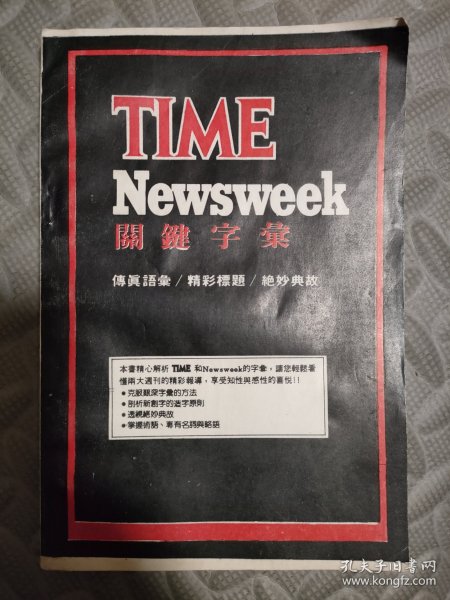 TIME
Newsweek
關鍵字彙
傳眞語彙/精彩標題/絕妙典故
本書精心解析 TIME 和Newsweek的字彙,讓您輕鬆看
懂兩大週刊的精彩報導,享受知性與感性的喜悅!!
●克服艱深字彙的方法
●剖析新創字的造字原則
●透視絕妙典故
●掌握術語、專有名詞與略語
孔夫子旧书网
www.kongfz.com